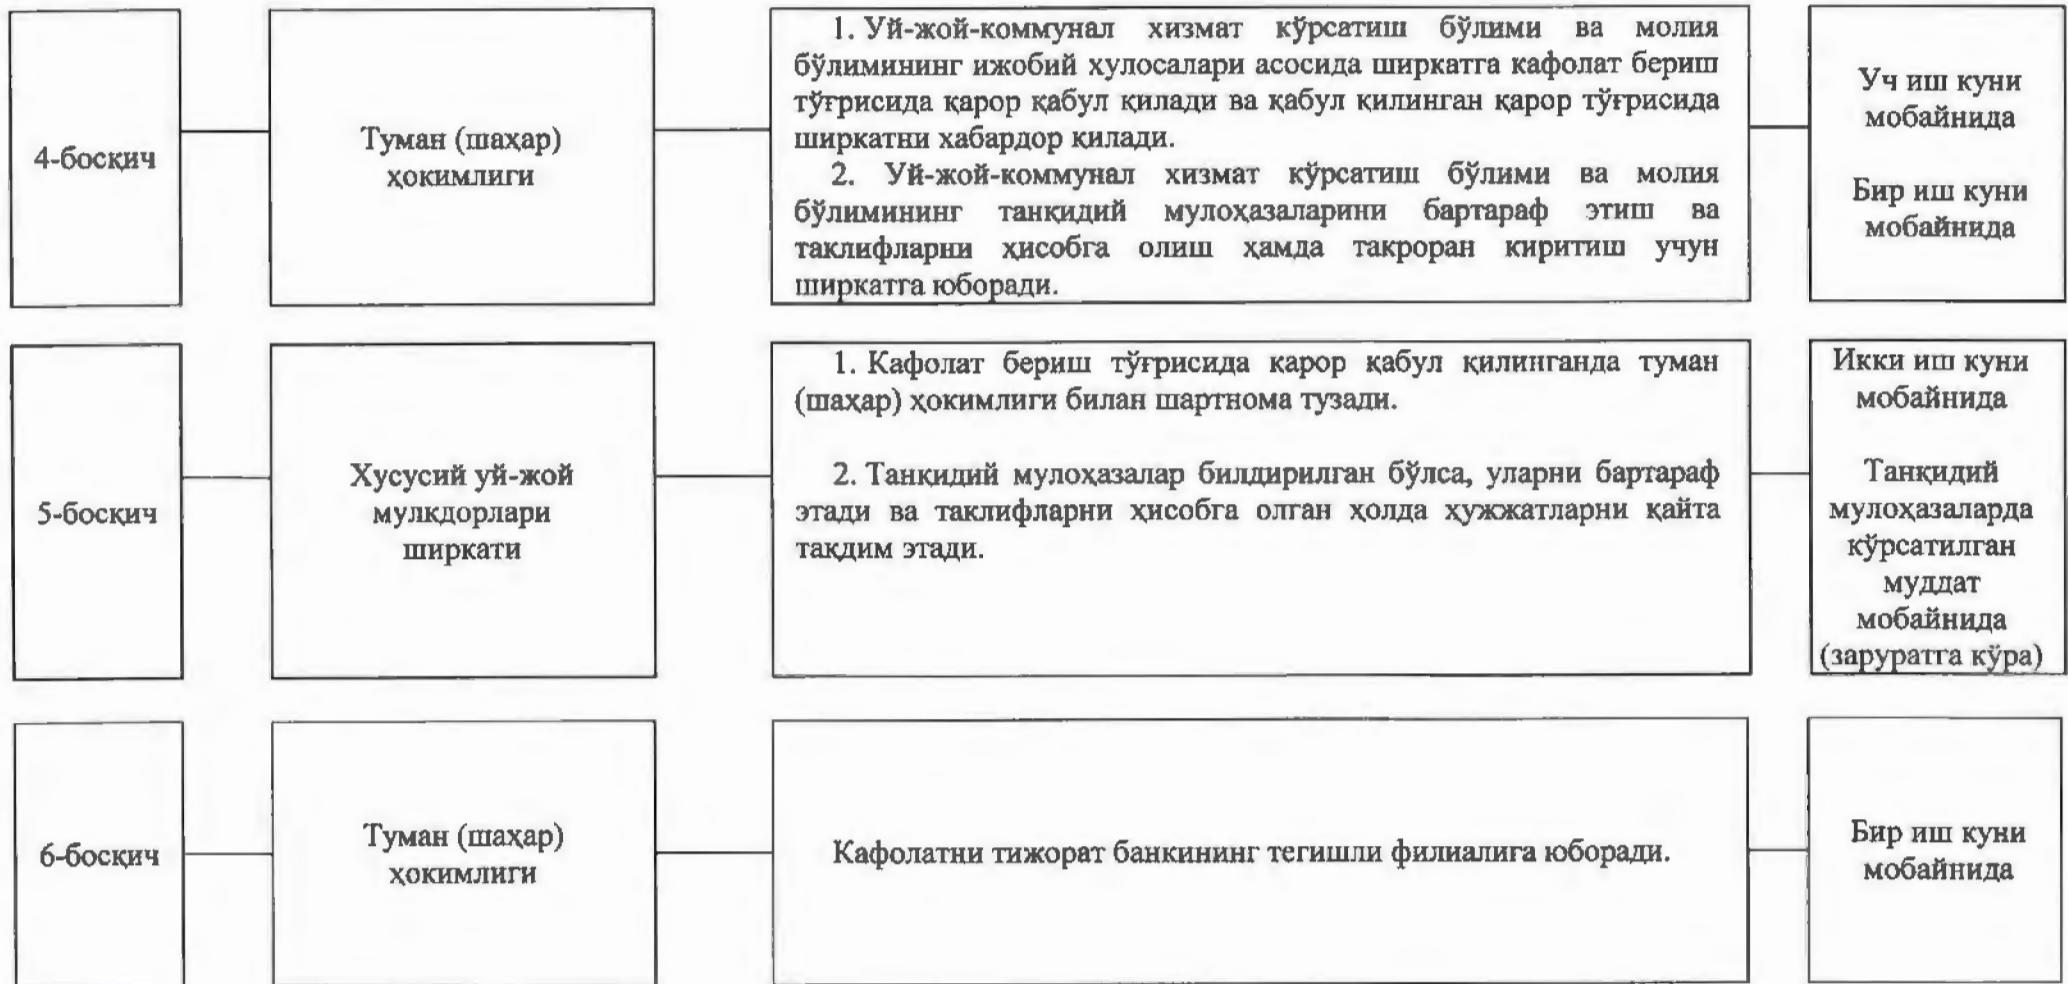 4-босқич
Туман (шаҳар)
ҳокимлиги
1. Уй-жой-коммунал хизмат кўрсатиш бўлими ва молия
бўлимининг ижобий хулосалари асосида ширкатга кафолат бериш
тўғрисида қарор қабул қилади ва қабул қилинган қарор тўғрисида
ширкатни хабардор қилади.
2. Уй-жой-коммунал хизмат кўрсатиш бўлими ва молия
бўлимининг танқидий мулоҳазаларини бартараф этиш ва
таклифларни ҳисобга олиш ҳамда такроран киритиш учун
ширкатга юборади.
Уч иш куни
мобайнида
Бир иш куни
мобайнида
5-босқич
Хусусий уй-жой
мулкдорлари
ширкати
1. Кафолат бериш тўғрисида қарор қабул қилинганда туман
(шаҳар) ҳокимлиги билан шартнома тузади.
2. Танқидий мулоҳазалар билдирилган бўлса, уларни бартараф
этади ва таклифларни ҳисобга олган ҳолда ҳужжатларни қайта
тақдим этади.
Икки иш куни
мобайнида
Танқидий
мулоҳазаларда
кўрсатилган
муддат
мобайнида
(заруратга кўра)
6-босқич
Туман (шаҳар)
ҳокимлиги
Кафолатни тижорат банкининг тегишли филиалига юборади.
Бир иш куни
мобайнида